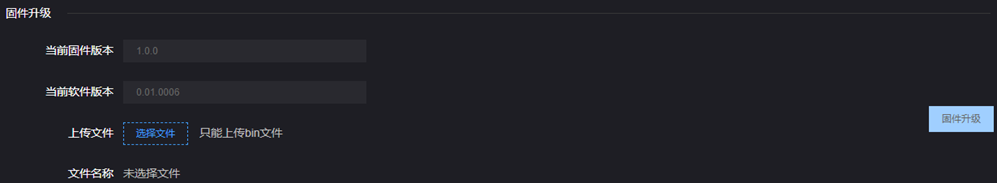 固件升级
当前固件版本 1.0.0
当前软件版本 0.01.0006
上传文件 选择文件 只能上传bin文件
固件升级
文件名称 未选择文件